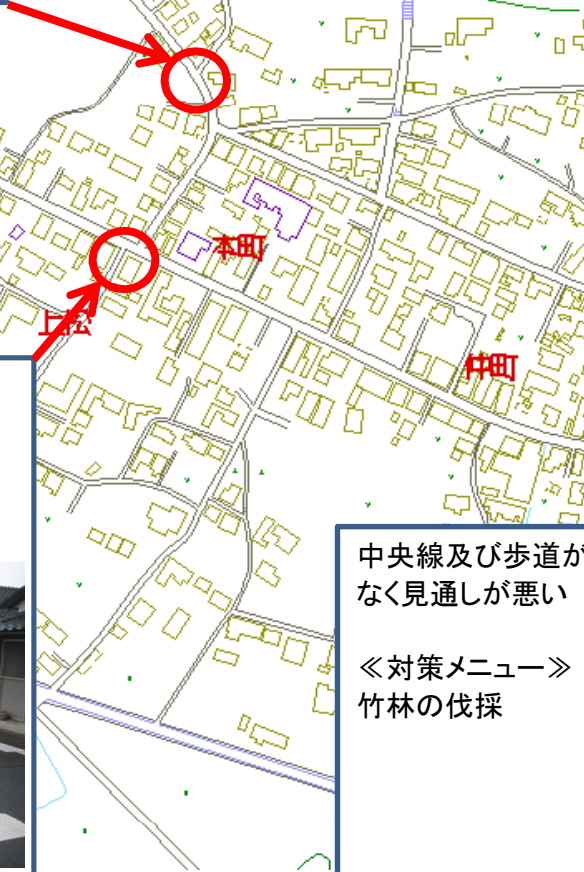 本町
上松
中町
中央線及び歩道が
なく見通しが悪い
≪対策メニュー≫
竹林の伐採